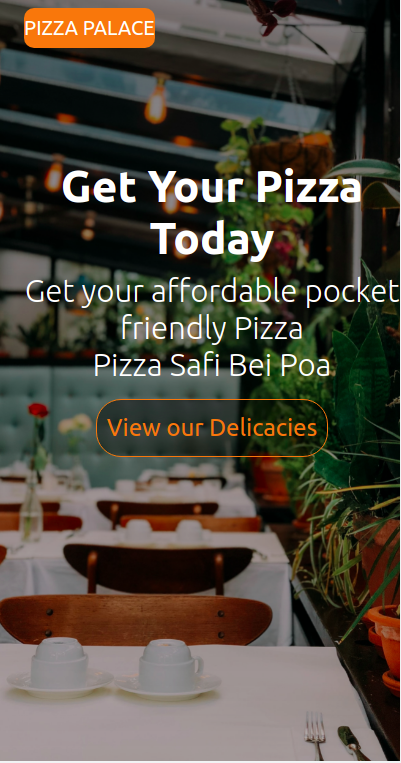 PIZZA PALACE
Get Your Pizza
Today
Get your affordable pocket
friendly Pizza
Pizza Safi Bei Poa
View our Delicacies